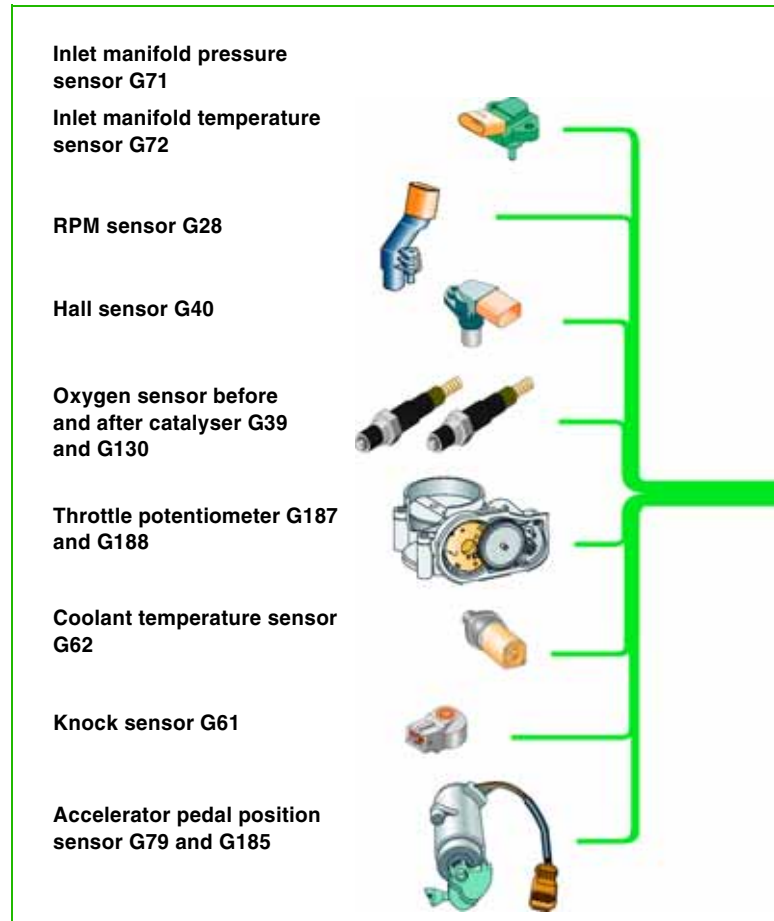 Inlet manifold pressure
sensor G71
Inlet manifold temperature
sensor G72
RPM sensor G28
Hall sensor G40
Oxygen sensor before
and after catalyser G39
and G130
Throttle potentiometer G187
and G188
Coolant temperature sensor
G62
Knock sensor G61
Accelerator pedal position
sensor G79 and G185